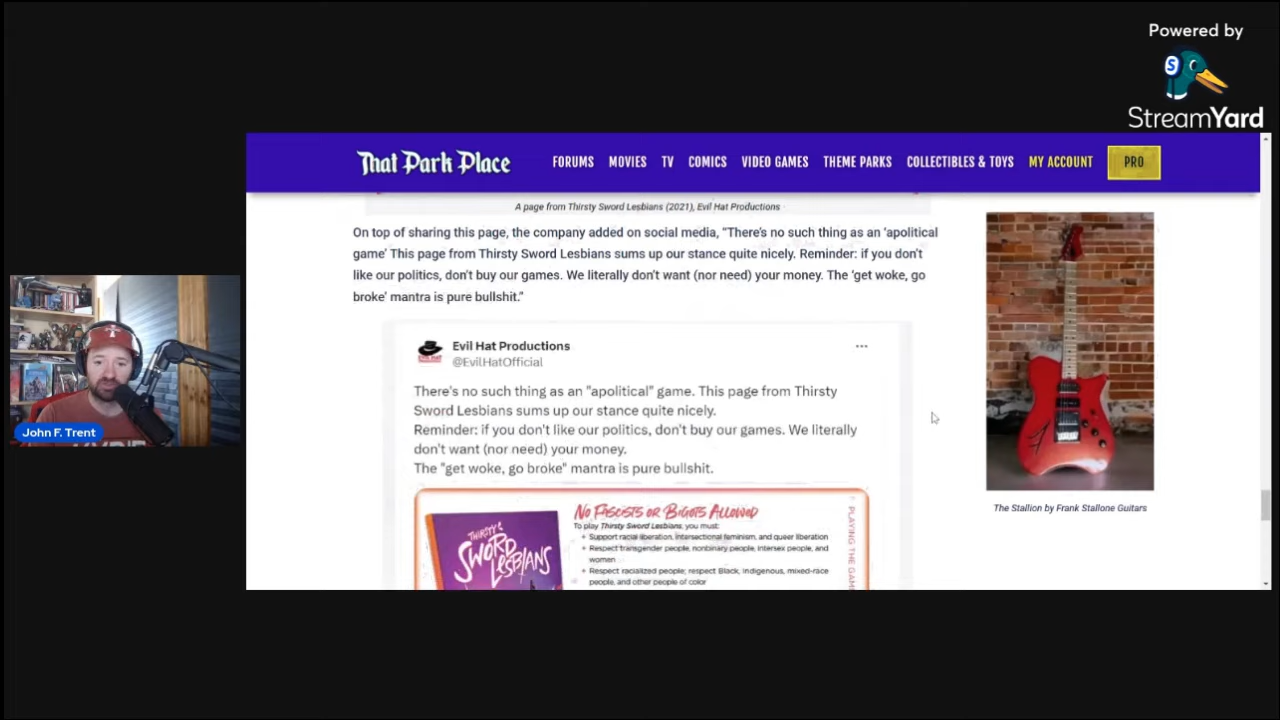 Powered by
StreamYard
That Park Place
FORUMS MOVIES TV COMICS VIDEO GAMES THEME PARKS COLLECTIBLES & TOYS MY ACCOUNT PRO
A page from Thirsty Sword Lesbians (2021), Evil Hat Productions
On top of sharing this page, the company added on social media, “There’s no such thing as an ‘apolitical
game’ This page from Thirsty Sword Lesbians sums up our stance quite nicely. Reminder: if you don’t
like our politics, don’t buy our games. We literally don’t want (nor need) your money. The ‘get woke, go
broke’ mantra is pure bullshit.”
Evil Hat Productions
@EvilHatOfficial
There's no such thing as an "apolitical" game. This page from Thirsty
Sword Lesbians sums up our stance quite nicely.
Reminder: if you don't like our politics, don't buy our games. We literally
don't want (nor need) your money.
The "get woke, go broke" mantra is pure bullshit.
THIRSTY
SWORD
LESBIANS
No Fascists or Bigots Allowed
To play Thirsty Sword Lesbians, you must:
+ Support racial liberation, intersectional feminism, and queer liberation
+ Respect transgender people, nonbinary people, intersex people, and
women
+ Respect racialized people; respect Black, Indigenous, mixed-race
people, and other people of color
PLAYING THE GAM
The Stallion by Frank Stallone Guitars
John F. Trent